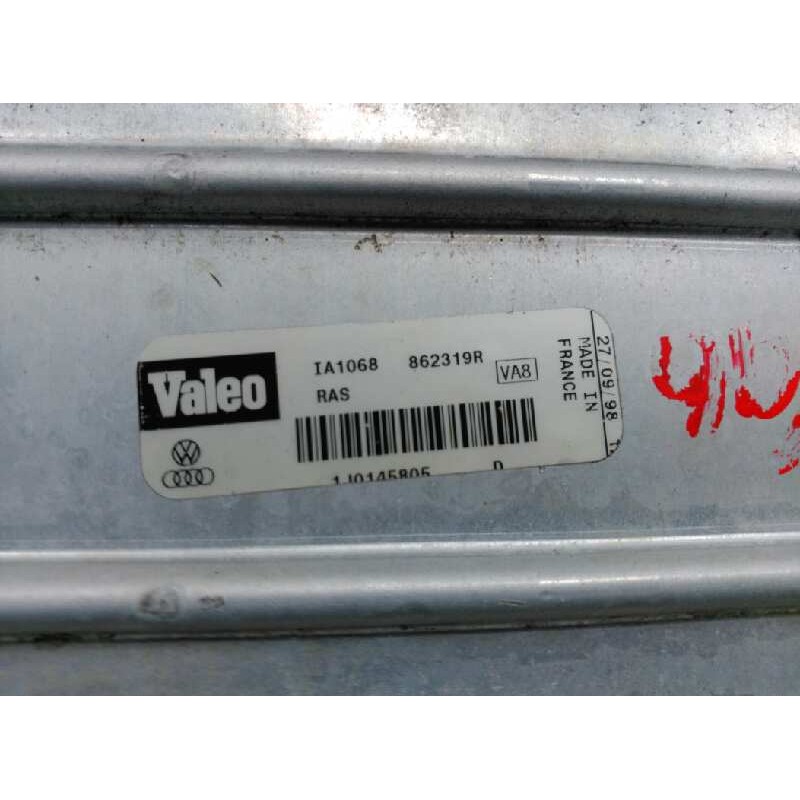 Valeo
IA1068 862319R
RAS
VA8
1J0145805 D
MADE IN
FRANCE
27/09/98